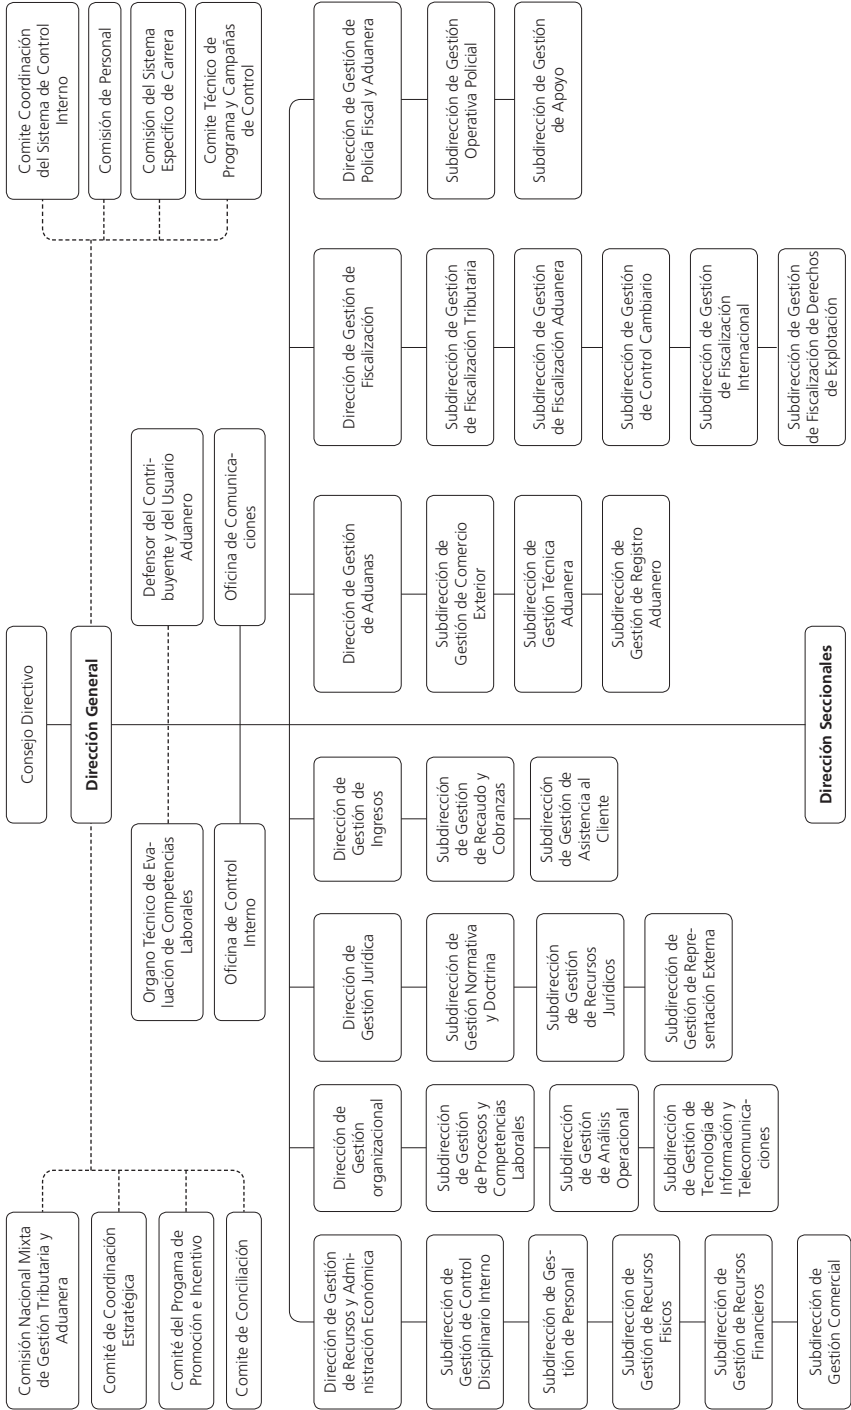 Consejo Directivo
Dirección General
Comisión Nacional Mixta
de Gestión Tributaria y
Aduanera
Comité de Coordinación
Estratégica
Comité del Progama de
Promoción e Incentivo
Comite de Conciliación
Comite Coordinación
del Sistema de Control
Interno
Comisión de Personal
Comisión del Sistema
Específico de Carrera
Comite Técnico de
Programa y Campañas
de Control
Organo Técnico de Eva-
luación de Competencias
Laborales
Defensor del Contri-
buyente y del Usuario
Aduanero
Oficina de Control
Interno
Oficina de Comunica-
ciones
Dirección de Gestión
de Recursos y Admi-
nistración Económica
Subdirección de
Gestión de Control
Disciplinario Interno
Subdirección de Ges-
tión de Personal
Subdirección de
Gestión de Recursos
Fisicos
Subdirección de
Gestión de Recursos
Financieros
Subdirección de
Gestión Comercial
Dirección de
Gestión
organizacional
Subdirección
de Gestión
de Procesos y
Competencias
Laborales
Subdirección
de Gestión
de Análisis
Operacional
Subdirección
de Gestión de
Tecnología de
Información y
Telecomunica-
ciones
Dirección de
Gestión Jurídica
Subdirección de
Gestión Normativa
y Doctrina
Subdirección
de Gestión
de Recursos
Jurídicos
Subdirección de
Gestión de Repre-
sentación Externa
Dirección de
Gestión de
Ingresos
Subdirección
de Gestión
de Recaudo y
Cobranzas
Subdirección
de Gestión de
Asistencia al
Cliente
Dirección de Gestión
de Aduanas
Subdirección de
Gestión de Comercio
Exterior
Subdirección de
Gestión Técnica
Aduanera
Subdirección de
Gestión de Registro
Aduanero
Dirección de Gestión de
Fiscalización
Subdirección de Gestión
de Fiscalización Tributaria
Subdirección de Gestión
de Fiscalización Aduanera
Subdirección de Gestión
de Control Cambiario
Subdirección de Gestión
de Fiscalización
Internacional
Subdirección de Gestión
de Fiscalización de Derechos
de Explotación
Dirección de Gestión de
Policía Fiscal y Aduanera
Subdirección de Gestión
Operativa Policial
Subdirección de Gestión
de Apoyo
Dirección Seccionales